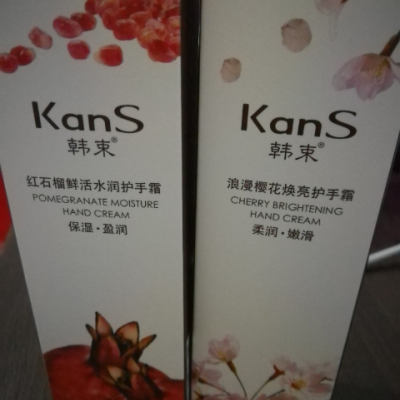 KanS
韩束®
红石榴鲜活水润护手霜
POMEGRANATE MOISTURE
HAND CREAM
保湿·盈润
KanS
韩束®
浪漫樱花焕亮护手霜
CHERRY BRIGHTENING
HAND CREAM
柔润·嫩滑